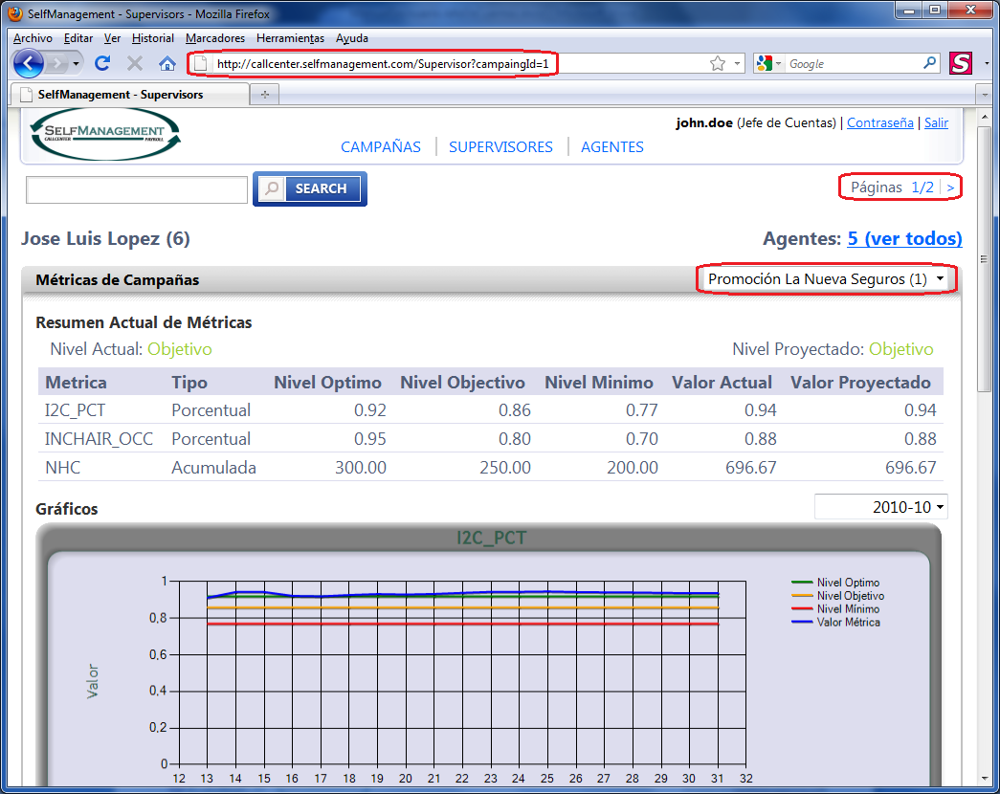 SelfManagement - Supervisors - Mozilla Firefox
Archivo Editar Ver Historial Marcadores Herramientas Ayuda
http://callcenter.selfmanagement.com/Supervisor?campaingId=1
Google
S
SelfManagement - Supervisors
SELFMANAGEMENT
CALLCENTER PAYROLL
john.doe (Jefe de Cuentas) | Contraseña | Salir
CAMPAÑAS | SUPERVISORES | AGENTES
SEARCH
Páginas 1/2 | >
Jose Luis Lopez (6)
Agentes: 5 (ver todos)
Métricas de Campañas
Promoción La Nueva Seguros (1)
Resumen Actual de Métricas
Nivel Actual: Objetivo
Nivel Proyectado: Objetivo
Metrica Tipo Nivel Optimo Nivel Objectivo Nivel Minimo Valor Actual Valor Proyectado
I2C_PCT Porcentual 0.92 0.86 0.77 0.94 0.94
INCHAIR_OCC Porcentual 0.95 0.80 0.70 0.88 0.88
NHC Acumulada 300.00 250.00 200.00 696.67 696.67
Gráficos
2010-10
I2C_PCT
Valor
1
0.8
0.6
0.4
0.2
0
12 13 14 15 16 17 18 19 20 21 22 23 24 25 26 27 28 29 30 31 32
Nivel Optimo
Nivel Objetivo
Nivel Mínimo
Valor Métrica